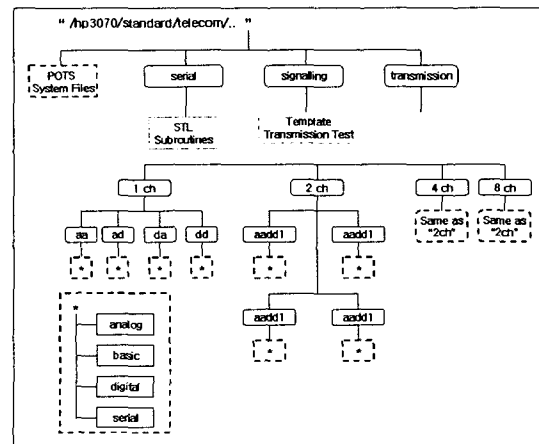 " /hp3070/standard/telecom/.. "
POTS
System Files
serial
signalling
transmission
STL
Subroutines
Template
Transmission Test
1 ch
2 ch
4 ch
8 ch
aa
ad
da
dd
aadd1
aadd1
Same as
"2ch"
Same as
"2ch"
*
*
*
*
*
*
aadd1
aadd1
*
*
*
analog
basic
digital
serial